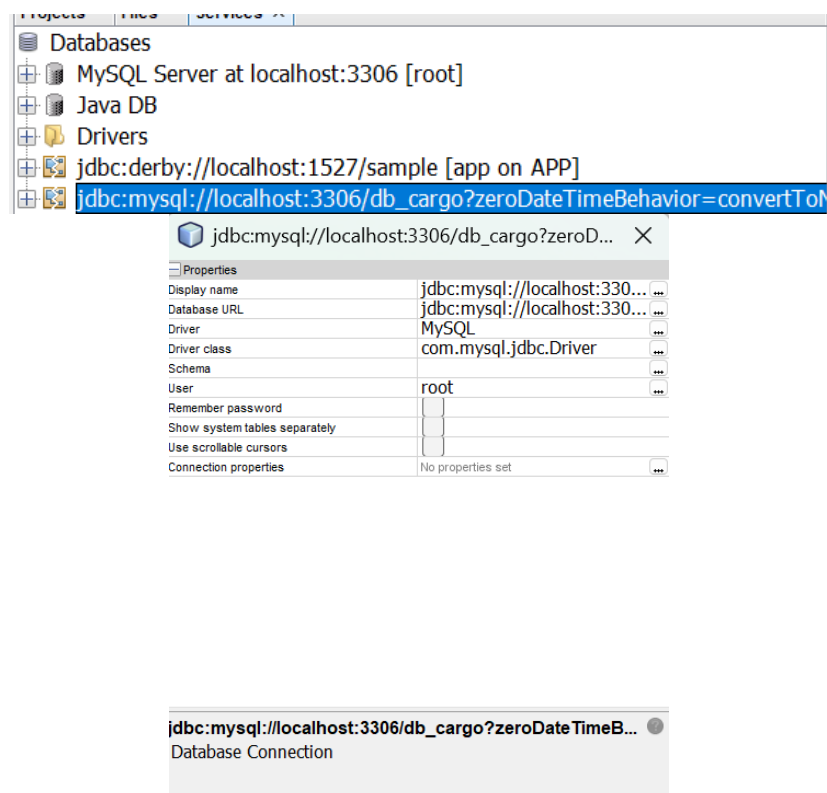 Projects Files Services ×
Databases
MySQL Server at localhost:3306 [root]
Java DB
Drivers
jdbc:derby://localhost:1527/sample [app on APP]
jdbc:mysql://localhost:3306/db_cargo?zeroDateTimeBehavior=convertToN
jdbc:mysql://localhost:3306/db_cargo?zeroD... ×
Properties
Display name jdbc:mysql://localhost:330... ...
Database URL jdbc:mysql://localhost:330... ...
Driver MySQL ...
Driver class com.mysql.jdbc.Driver ...
Schema ...
User root ...
Remember password
Show system tables separately
Use scrollable cursors
Connection properties No properties set ...
jdbc:mysql://localhost:3306/db_cargo?zeroDateTimeB... ?
Database Connection